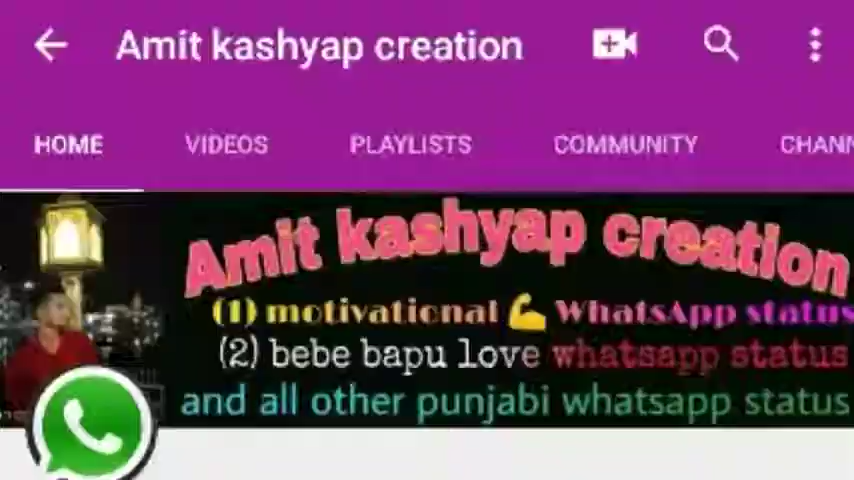 Amit kashyap creation
HOME VIDEOS PLAYLISTS COMMUNITY CHANN
Amit kashyap creation
(1) motivational 💪 WhatsApp status
(2) bebe bapu love whatsapp status
and all other punjabi whatsapp status